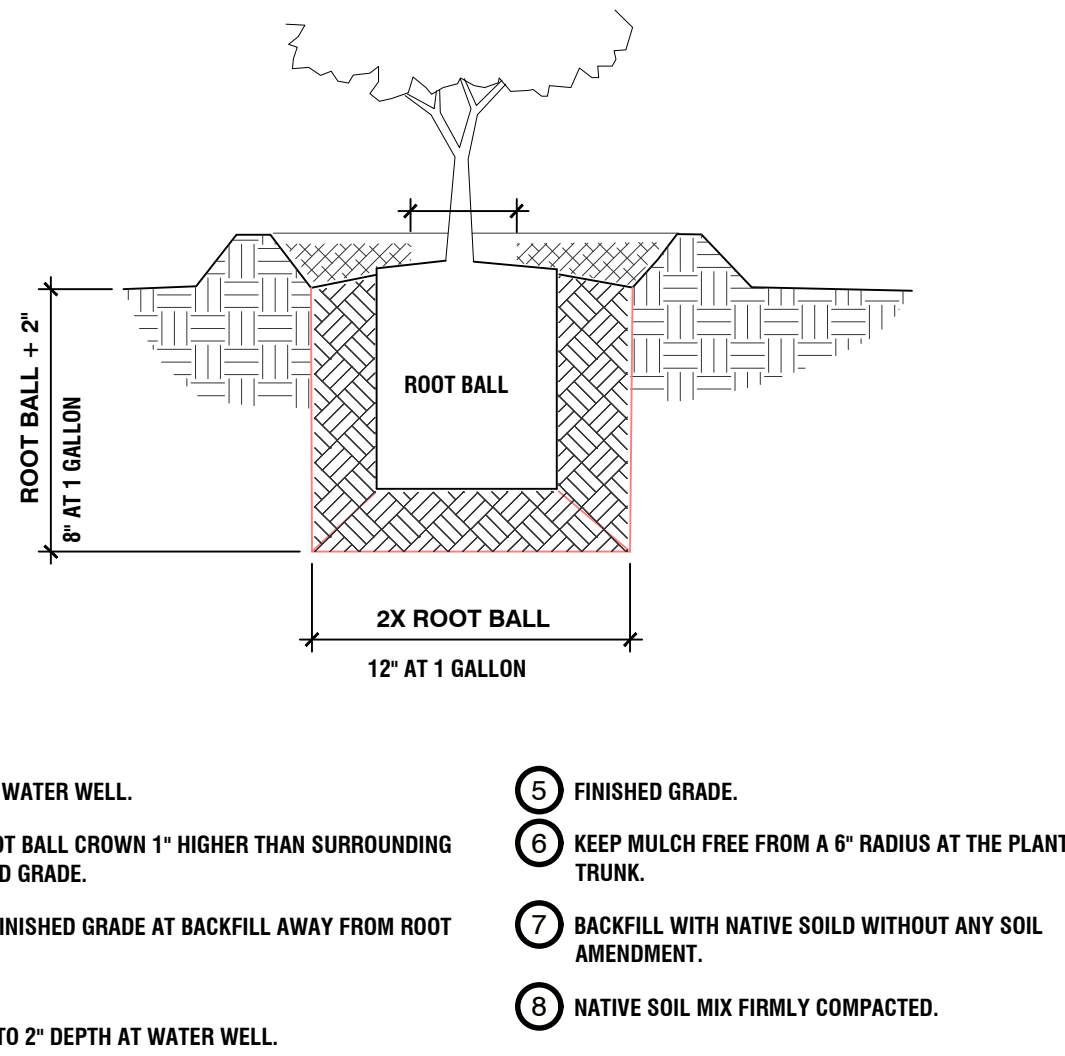 ROOT BALL + 2"
8" AT 1 GALLON
ROOT BALL
2X ROOT BALL
12" AT 1 GALLON
WATER WELL.
BALL CROWN 1" HIGHER THAN SURROUNDING
GRADE.
FINISHED GRADE AT BACKFILL AWAY FROM ROOT
TO 2" DEPTH AT WATER WELL.
5 FINISHED GRADE.
6 KEEP MULCH FREE FROM A 6" RADIUS AT THE PLANT
TRUNK.
7 BACKFILL WITH NATIVE SOILD WITHOUT ANY SOIL
AMENDMENT.
8 NATIVE SOIL MIX FIRMLY COMPACTED.